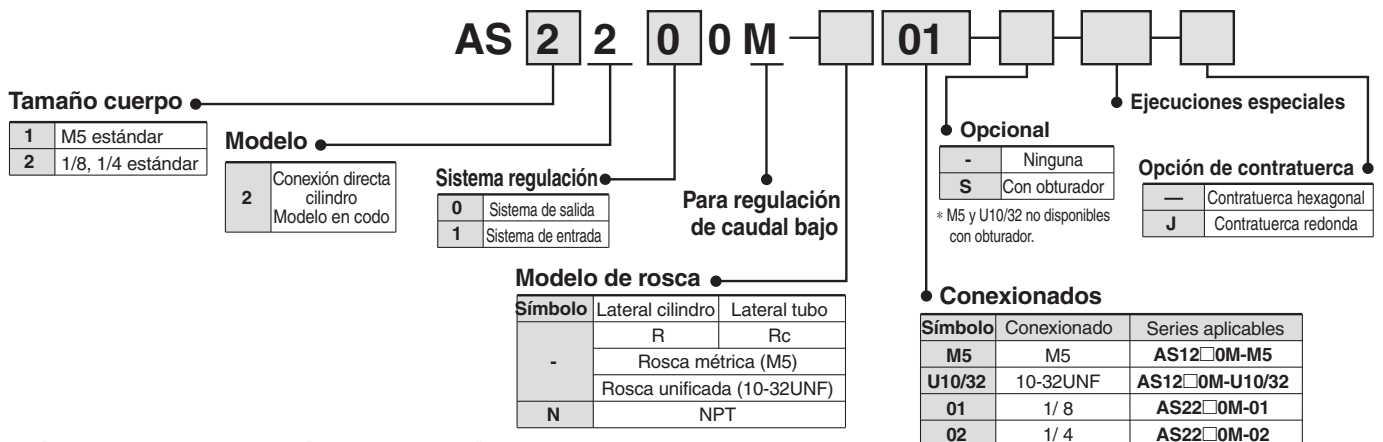 AS 2 2 0 0 M - 01 - - -
Tamaño cuerpo
1 M5 estándar
2 1/8, 1/4 estándar
Modelo
2 Conexión directa
cilindro
Modelo en codo
Sistema regulación
0 Sistema de salida
1 Sistema de entrada
Para regulación
de caudal bajo
Modelo de rosca
Símbolo Lateral cilindro Lateral tubo
- R Rc
Rosca métrica (M5)
Rosca unificada (10-32UNF)
N NPT
Opcional
- Ninguna
S Con obturador
* M5 y U10/32 no disponibles
con obturador.
Ejecuciones especiales
Opción de contratuerca
— Contratuerca hexagonal
J Contratuerca redonda
Conexionados
Símbolo Conexionado Series aplicables
M5 M5 AS12□0M-M5
U10/32 10-32UNF AS12□0M-U10/32
01 1/ 8 AS22□0M-01
02 1/ 4 AS22□0M-02